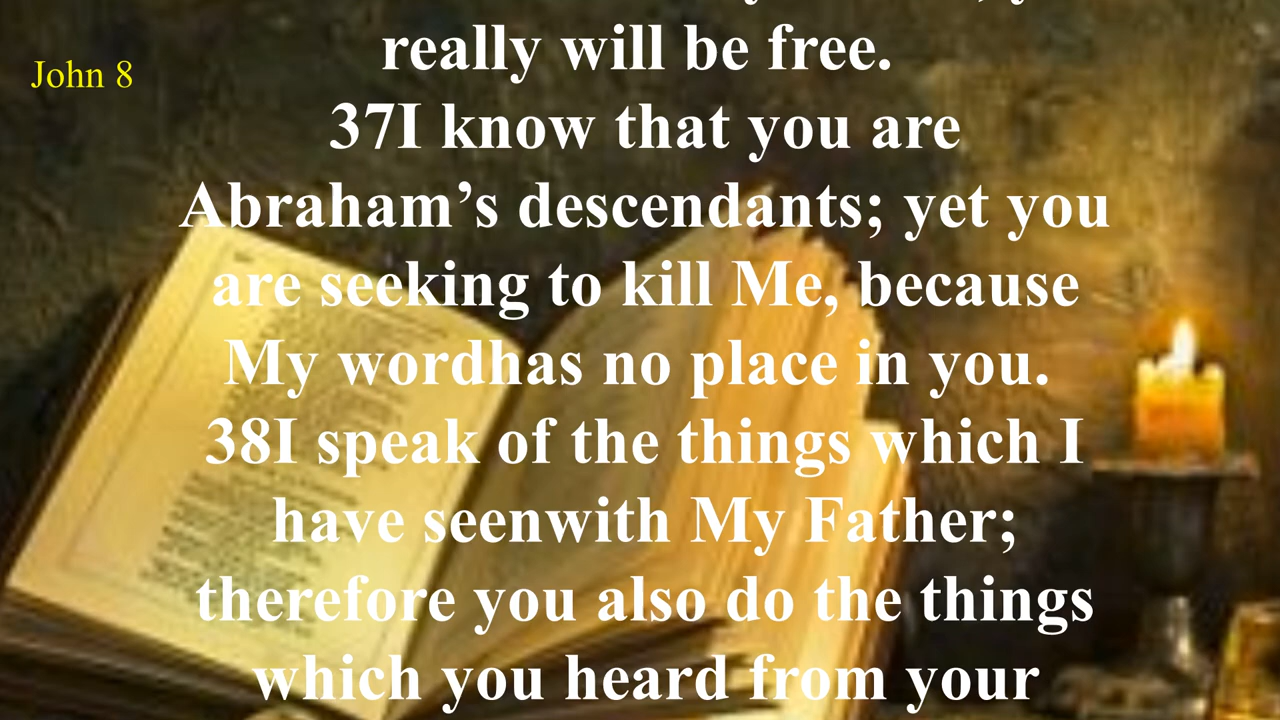 John 8
really will be free.
37I know that you are
Abraham’s descendants; yet you
are seeking to kill Me, because
My wordhas no place in you.
38I speak of the things which I
have seenwith My Father;
therefore you also do the things
which you heard from your